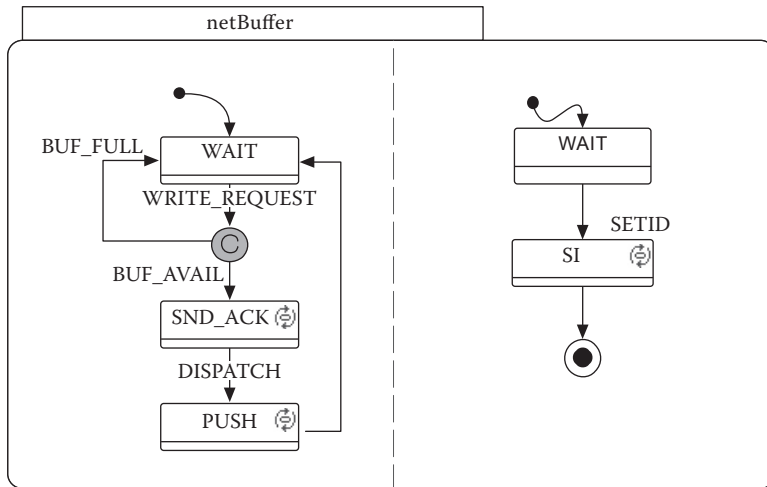 netBuffer
BUF_FULL
WAIT
WRITE_REQUEST
C
BUF_AVAIL
SND_ACK
DISPATCH
PUSH
WAIT
SETID
SI